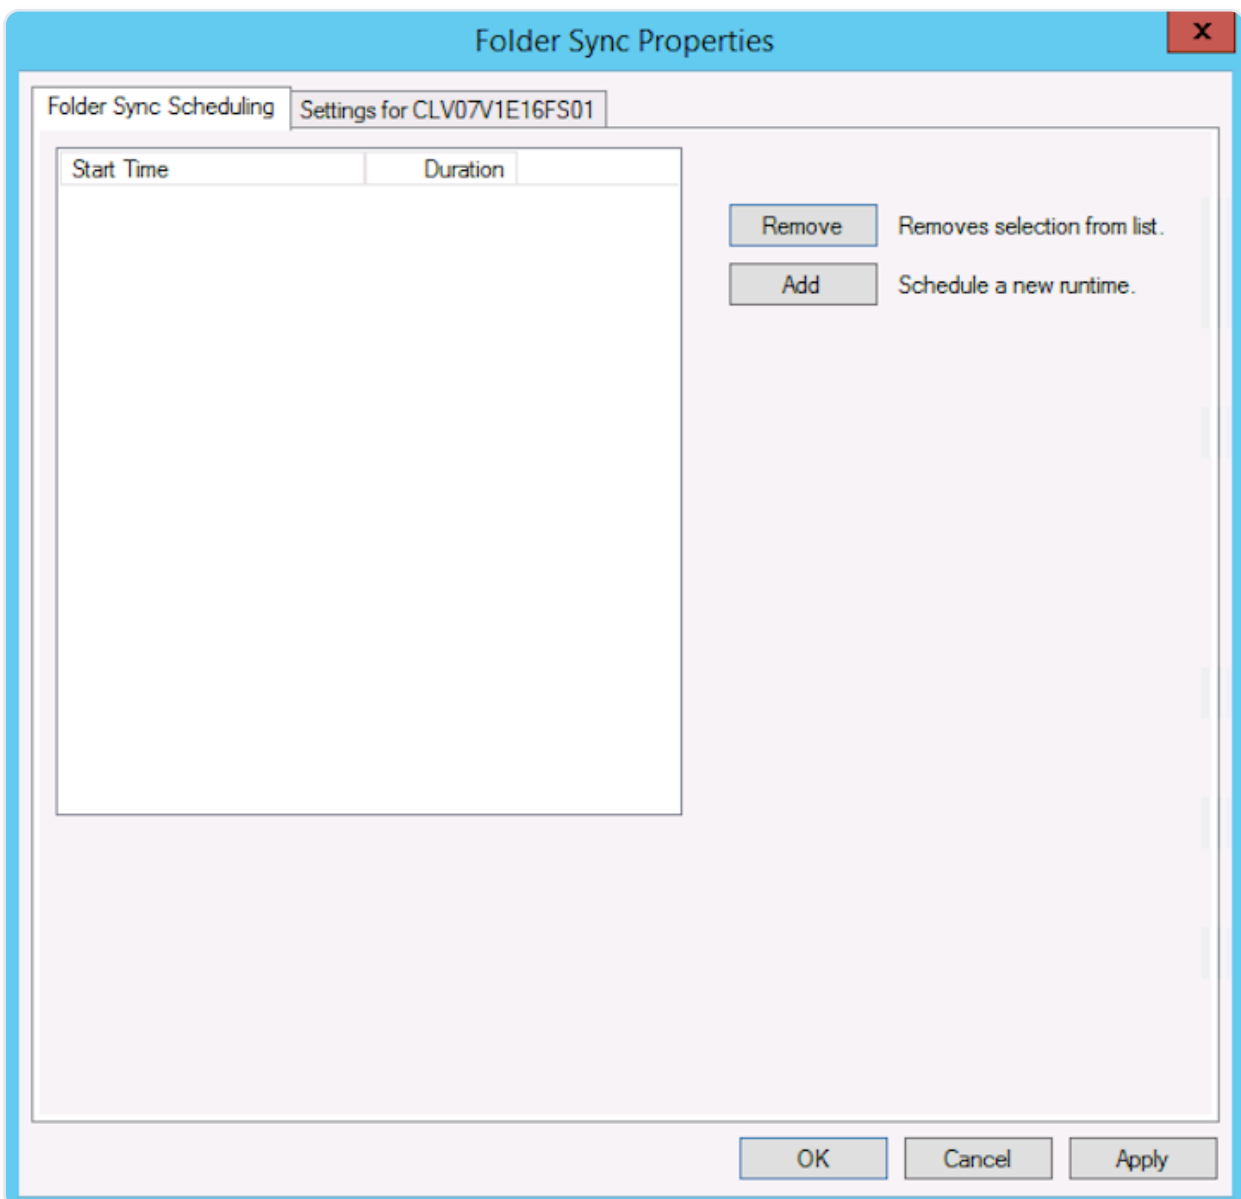 Folder Sync Properties
x
Folder Sync Scheduling
Settings for CLV07V1E16FS01
Start Time Duration
Remove Removes selection from list.
Add Schedule a new runtime.
OK Cancel Apply